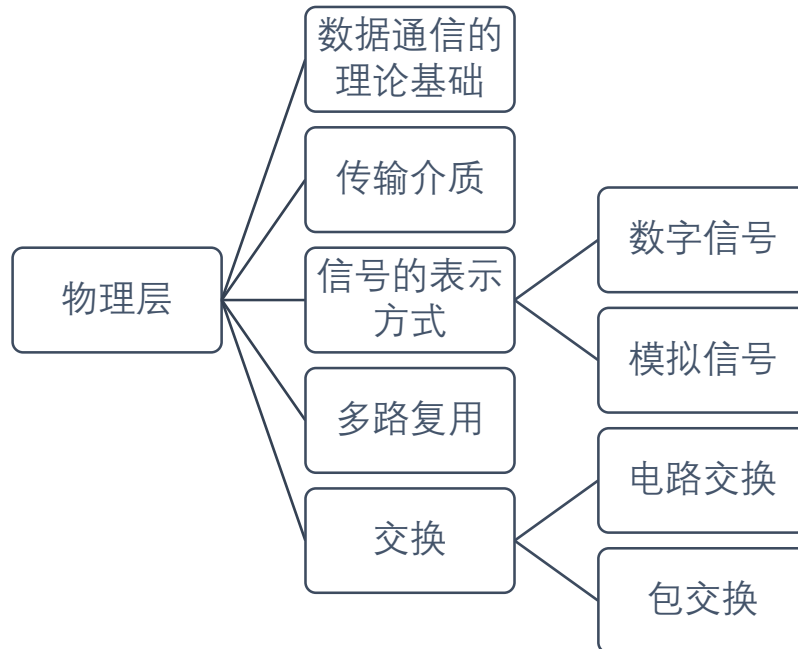 物理层
数据通信的
理论基础
传输介质
信号的表示
方式
数字信号
模拟信号
多路复用
交换
电路交换
包交换